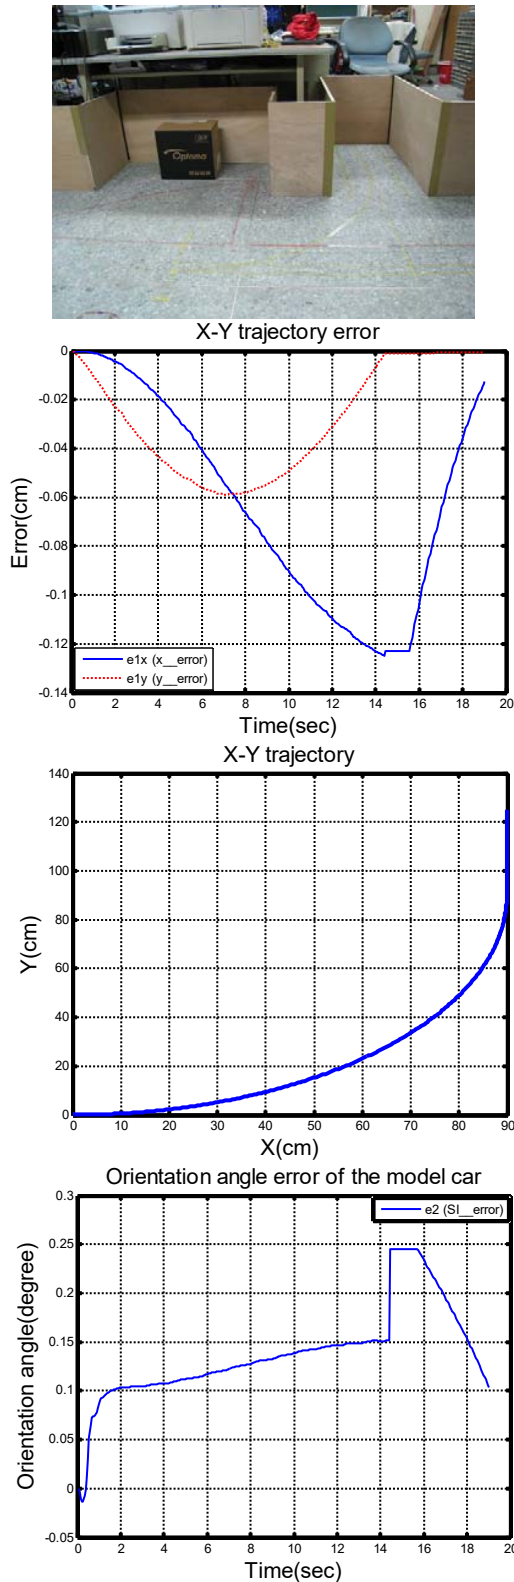 Optoma
X-Y trajectory error
0
-0.02
-0.04
-0.06
-0.08
-0.1
-0.12
-0.14
Error(cm)
e1x (x__error)
e1y (y__error)
0 2 4 6 8 10 12 14 16 18 20
Time(sec)
X-Y trajectory
140
120
100
80
60
40
20
0
Y(cm)
0 10 20 30 40 50 60 70 80 90
X(cm)
Orientation angle error of the model car
0.3
0.25
0.2
0.15
0.1
0.05
0
-0.05
Orientation angle(degree)
e2 (SI__error)
0 2 4 6 8 10 12 14 16 18 20
Time(sec)